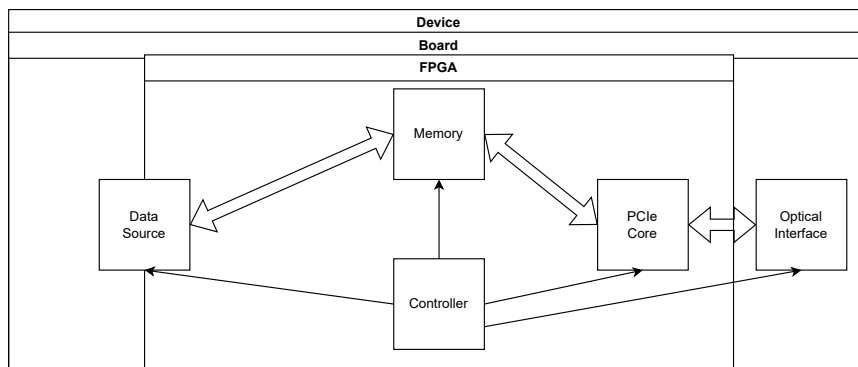 Device
Board
FPGA
Memory
Data
Source
PCIe
Core
Optical
Interface
Controller